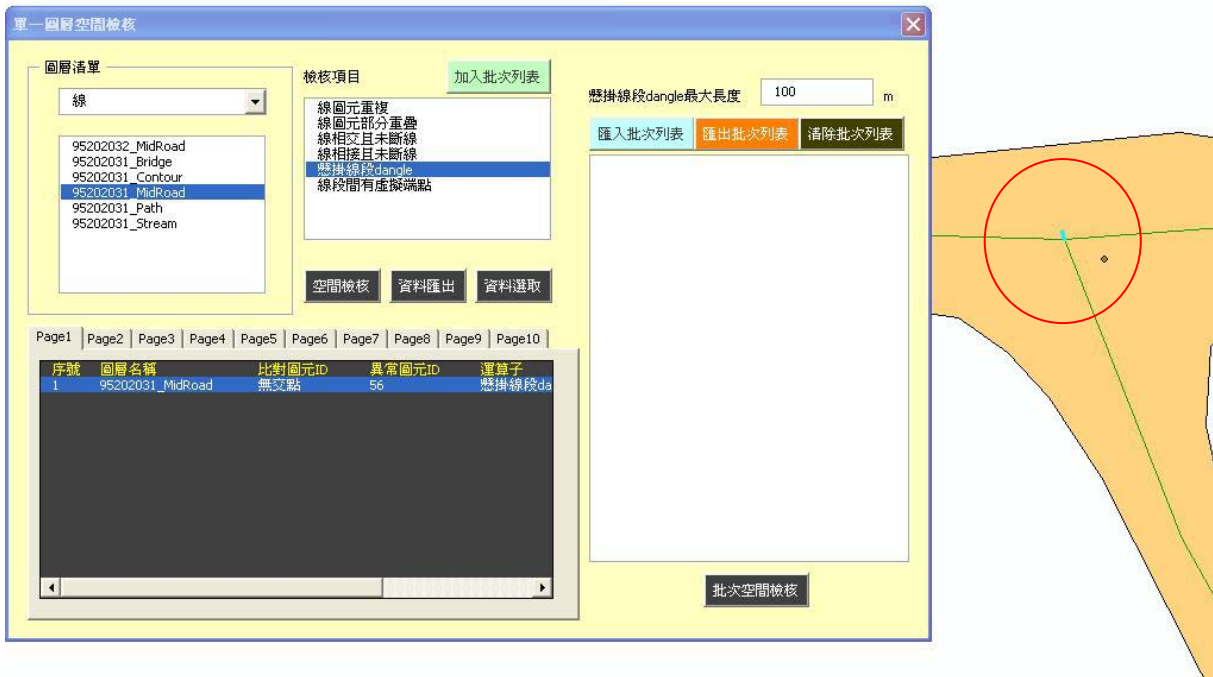 單一圖層空間檢核
圖層清單
線
95202032_MidRoad
95202031_Bridge
95202031_Contour
95202031_MidRoad
95202031_Path
95202031_Stream
檢核項目
加入批次列表
線圖元重複
線圖元部分重疊
線相交且未斷線
線相接且未斷線
懸掛線段dangle
線段間有虛擬端點
空間檢核 資料匯出 資料選取
懸掛線段dangle最大長度 100 m
匯入批次列表 匯出批次列表 清除批次列表
Page1 Page2 Page3 Page4 Page5 Page6 Page7 Page8 Page9 Page10
序號 圖層名稱 比對圖元ID 異常圖元ID 運算子
1 95202031_MidRoad 無交點 56 懸掛線段da
批次空間檢核